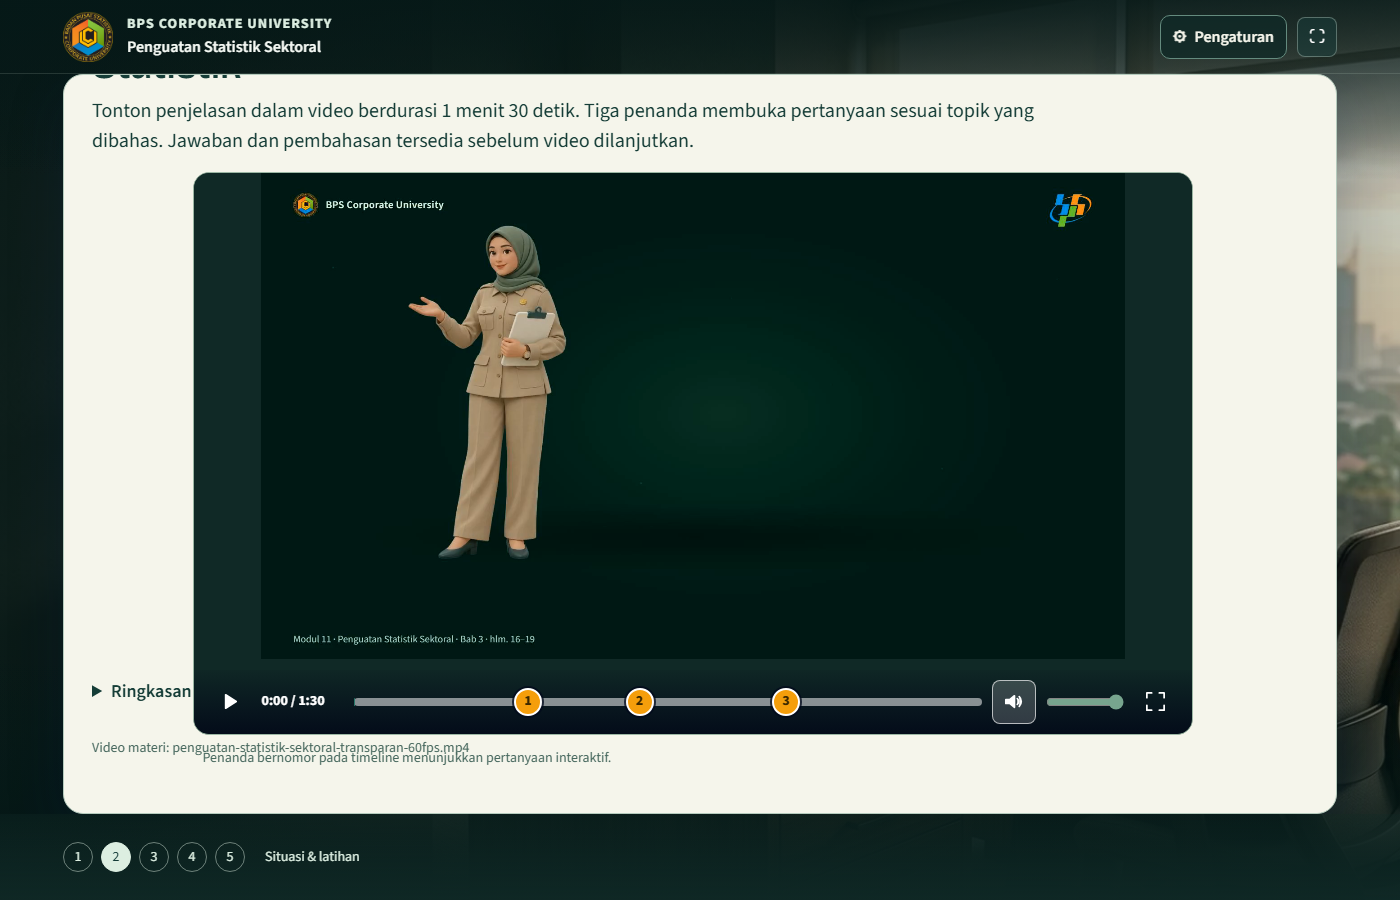 BPS CORPORATE UNIVERSITY
Penguatan Statistik Sektoral
⚙ Pengaturan
Statistik
Tonton penjelasan dalam video berdurasi 1 menit 30 detik. Tiga penanda membuka pertanyaan sesuai topik yang
dibahas. Jawaban dan pembahasan tersedia sebelum video dilanjutkan.
BPS Corporate University
Modul 11 · Penguatan Statistik Sektoral · Bab 3 · hlm. 16–19
Ringkasan
0:00 / 1:30
1 2 3
Video materi: penguatan-statistik-sektoral-transparan-60fps.mp4
Penanda bernomor pada timeline menunjukkan pertanyaan interaktif.
1 2 3 4 5 Situasi & latihan